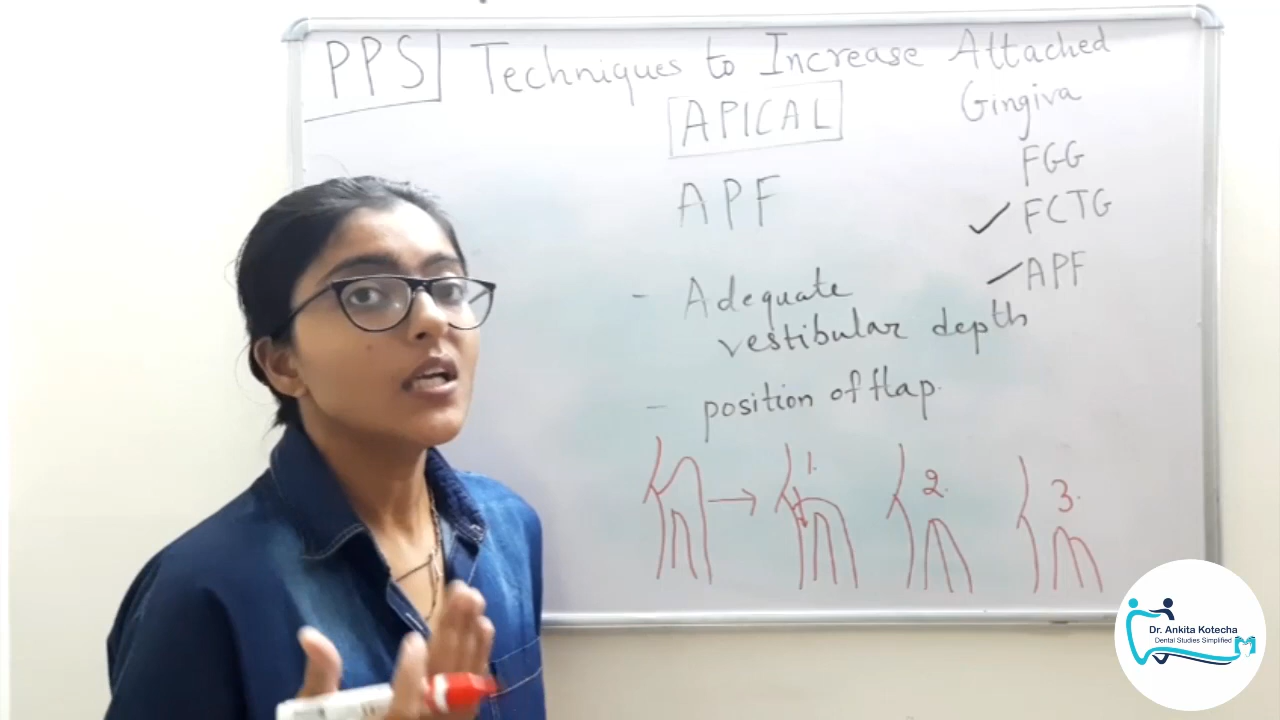 PPS Techniques to Increase Attached
Gingiva
APICAL
FGG
APF
✓ FCTG
✓ APF
- Adequate
vestibular depth
- position of flap.
1.
2.
3.
Dr. Ankita Kotecha
Dental Studies Simplified